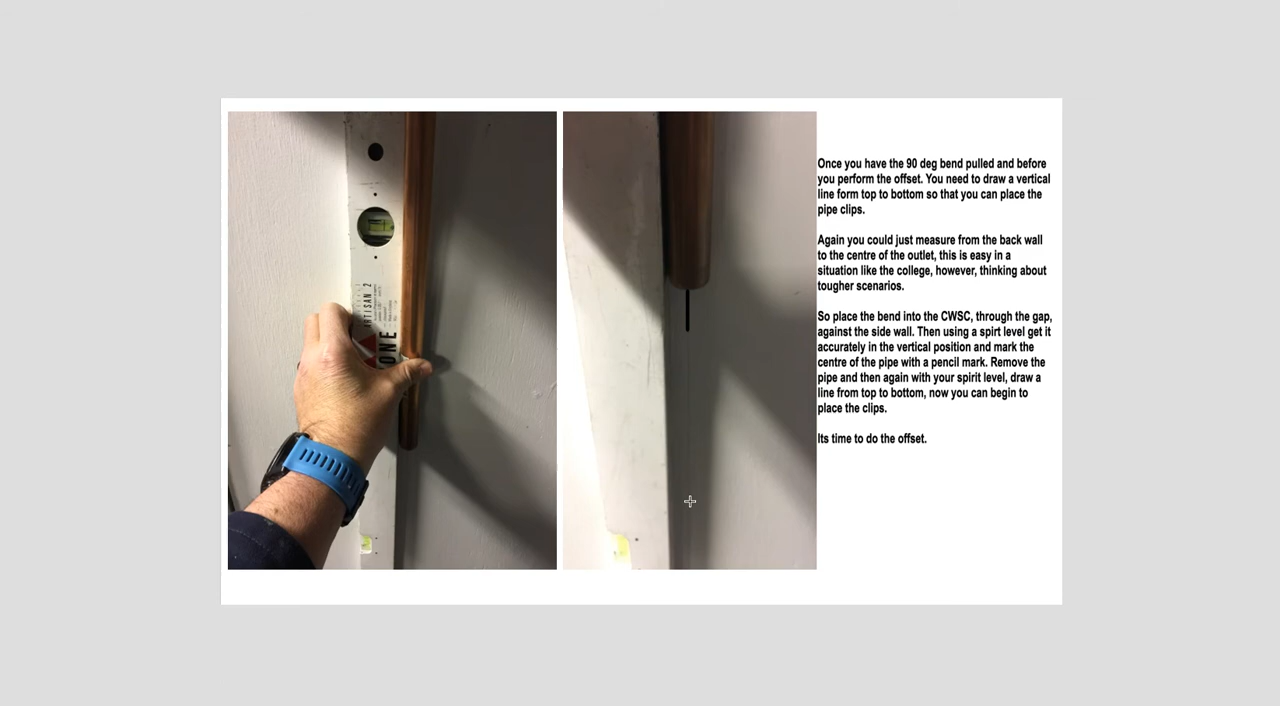 ARTISAN 2
ONE
Once you have the 90 deg bend pulled and before
you perform the offset. You need to draw a vertical
line form top to bottom so that you can place the
pipe clips.
Again you could just measure from the back wall
to the centre of the outlet, this is easy in a
situation like the college, however, thinking about
tougher scenarios.
So place the bend into the CWSC, through the gap,
against the side wall. Then using a spirt level get it
accurately in the vertical position and mark the
centre of the pipe with a pencil mark. Remove the
pipe and then again with your spirit level, draw a
line from top to bottom, now you can begin to
place the clips.
Its time to do the offset.